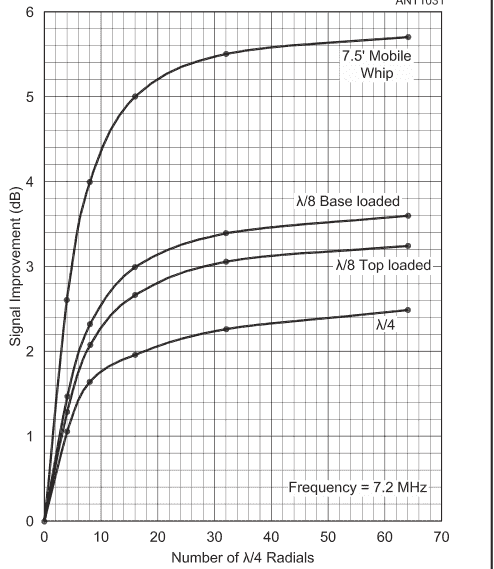 ANT1031
6
7.5' Mobile
Whip
5
4
λ/8 Base loaded
3
λ/8 Top loaded
λ/4
2
1
Frequency = 7.2 MHz
0
0 10 20 30 40 50 60 70
Number of λ/4 Radials
Signal Improvement (dB)